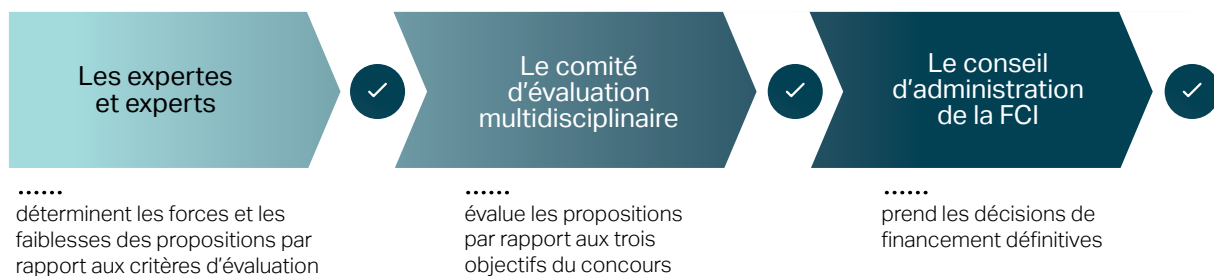 Les expertes
et experts
Le comité
d'évaluation
multidisciplinaire
Le conseil
d'administration
de la FCI
......
déterminent les forces et les
faiblesses des propositions par
rapport aux critères d'évaluation
......
évalue les propositions
par rapport aux trois
objectifs du concours
......
prend les décisions de
financement définitives